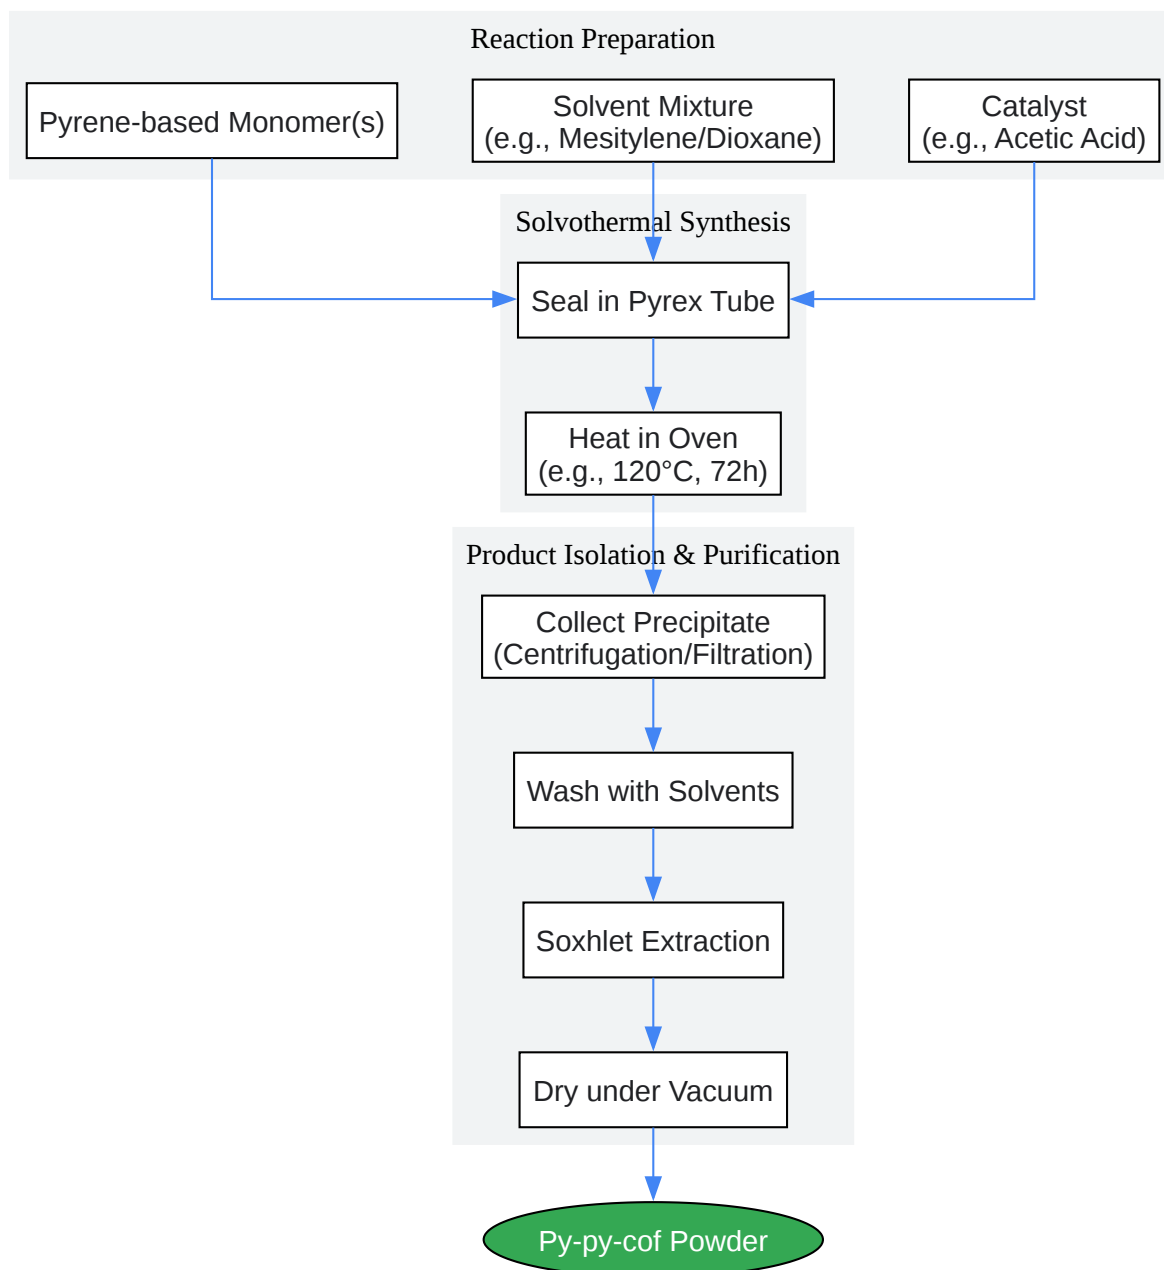 Reaction Preparation
Pyrene-based Monomer(s)
Solvent Mixture
(e.g., Mesitylene/Dioxane)
Catalyst
(e.g., Acetic Acid)
Solvothermal Synthesis
Seal in Pyrex Tube
Heat in Oven
(e.g., 120°C, 72h)
Product Isolation & Purification
Collect Precipitate
(Centrifugation/Filtration)
Wash with Solvents
Soxhlet Extraction
Dry under Vacuum
Py-py-cof Powder